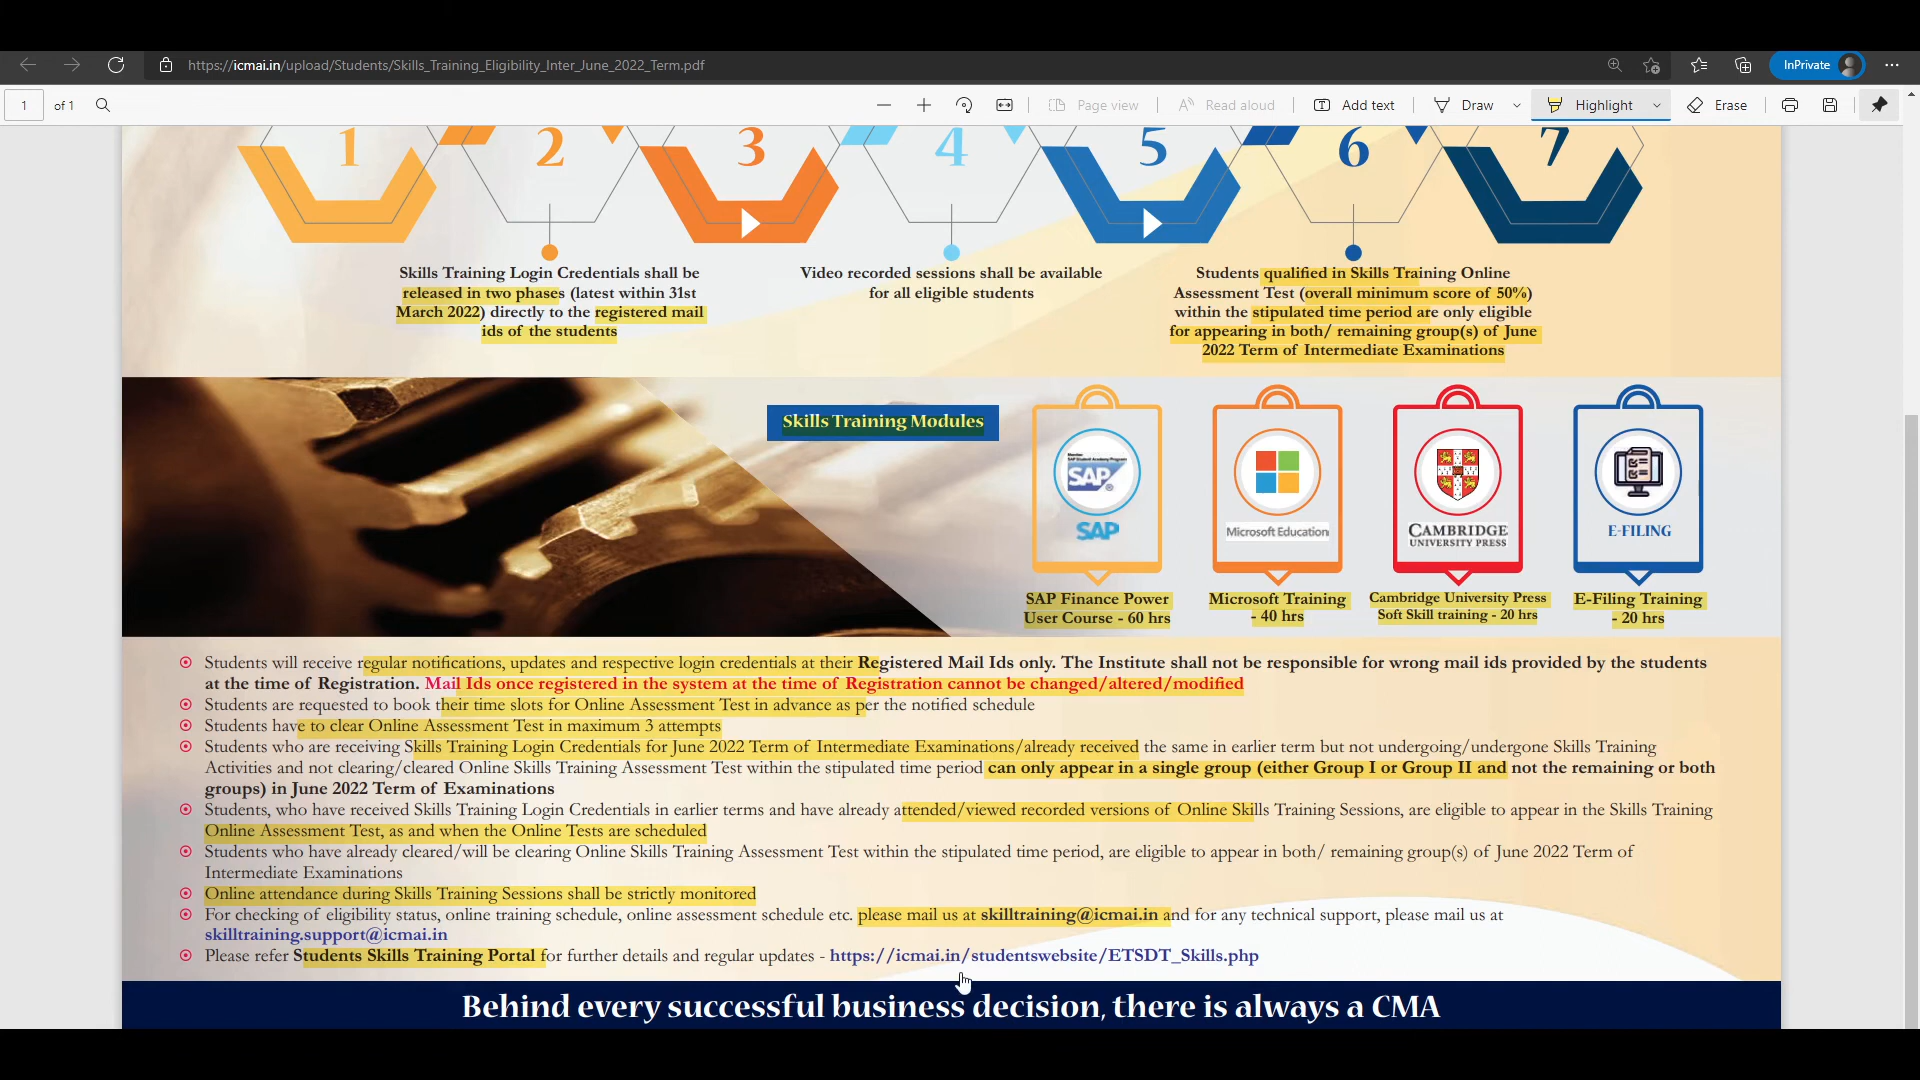 https://icmai.in/upload/Students/Skills_Training_Eligibility_Inter_June_2022_Term.pdf
InPrivate
1 of 1
Page view
Read aloud
Add text
Draw
Highlight
Erase
1 2 3 4 5 6 7
Skills Training Login Credentials shall be
released in two phases (latest within 31st
March 2022) directly to the registered mail
ids of the students
Video recorded sessions shall be available
for all eligible students
Students qualified in Skills Training Online
Assessment Test (overall minimum score of 50%)
within the stipulated time period are only eligible
for appearing in both/ remaining group(s) of June
2022 Term of Intermediate Examinations
Skills Training Modules
SAP
SAP
SAP Finance Power
User Course - 60 hrs
Microsoft Education
Microsoft Training
- 40 hrs
CAMBRIDGE
UNIVERSITY PRESS
Cambridge University Press
Soft Skill training - 20 hrs
E-FILING
E-Filing Training
- 20 hrs
Students will receive regular notifications, updates and respective login credentials at their Registered Mail Ids only. The Institute shall not be responsible for wrong mail ids provided by the students
at the time of Registration. Mail Ids once registered in the system at the time of Registration cannot be changed/altered/modified
Students are requested to book their time slots for Online Assessment Test in advance as per the notified schedule
Students have to clear Online Assessment Test in maximum 3 attempts
Students who are receiving Skills Training Login Credentials for June 2022 Term of Intermediate Examinations/already received the same in earlier term but not undergoing/undergone Skills Training
Activities and not clearing/cleared Online Skills Training Assessment Test within the stipulated time period can only appear in a single group (either Group I or Group II and not the remaining or both
groups) in June 2022 Term of Examinations
Students, who have received Skills Training Login Credentials in earlier terms and have already attended/viewed recorded versions of Online Skills Training Sessions, are eligible to appear in the Skills Training
Online Assessment Test, as and when the Online Tests are scheduled
Students who have already cleared/will be clearing Online Skills Training Assessment Test within the stipulated time period, are eligible to appear in both/ remaining group(s) of June 2022 Term of
Intermediate Examinations
Online attendance during Skills Training Sessions shall be strictly monitored
For checking of eligibility status, online training schedule, online assessment schedule etc. please mail us at skilltraining@icmai.in and for any technical support, please mail us at
skilltraining.support@icmai.in
Please refer Students Skills Training Portal for further details and regular updates - https://icmai.in/studentswebsite/ETSDT_Skills.php
Behind every successful business decision, there is always a CMA